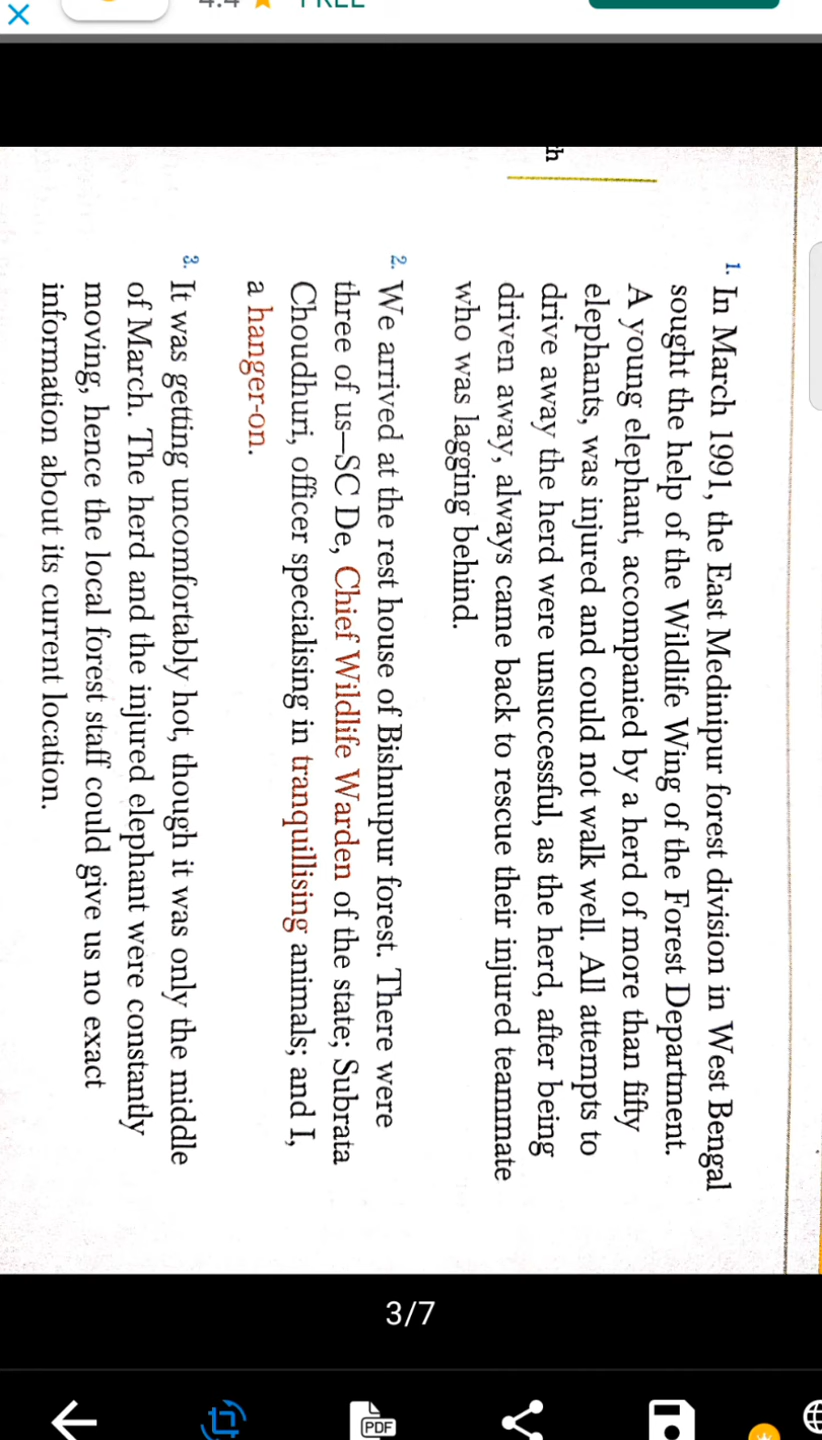 1. In March 1991, the East Medinipur forest division in West Bengal
sought the help of the Wildlife Wing of the Forest Department.
A young elephant, accompanied by a herd of more than fifty
elephants, was injured and could not walk well. All attempts to
drive away the herd were unsuccessful, as the herd, after being
driven away, always came back to rescue their injured teammate
who was lagging behind.
2. We arrived at the rest house of Bishnupur forest. There were
three of us—SC De, Chief Wildlife Warden of the state; Subrata
Choudhuri, officer specialising in tranquillising animals; and I,
a hanger-on.
3. It was getting uncomfortably hot, though it was only the middle
of March. The herd and the injured elephant were constantly
moving, hence the local forest staff could give us no exact
information about its current location.
3/7
PDF